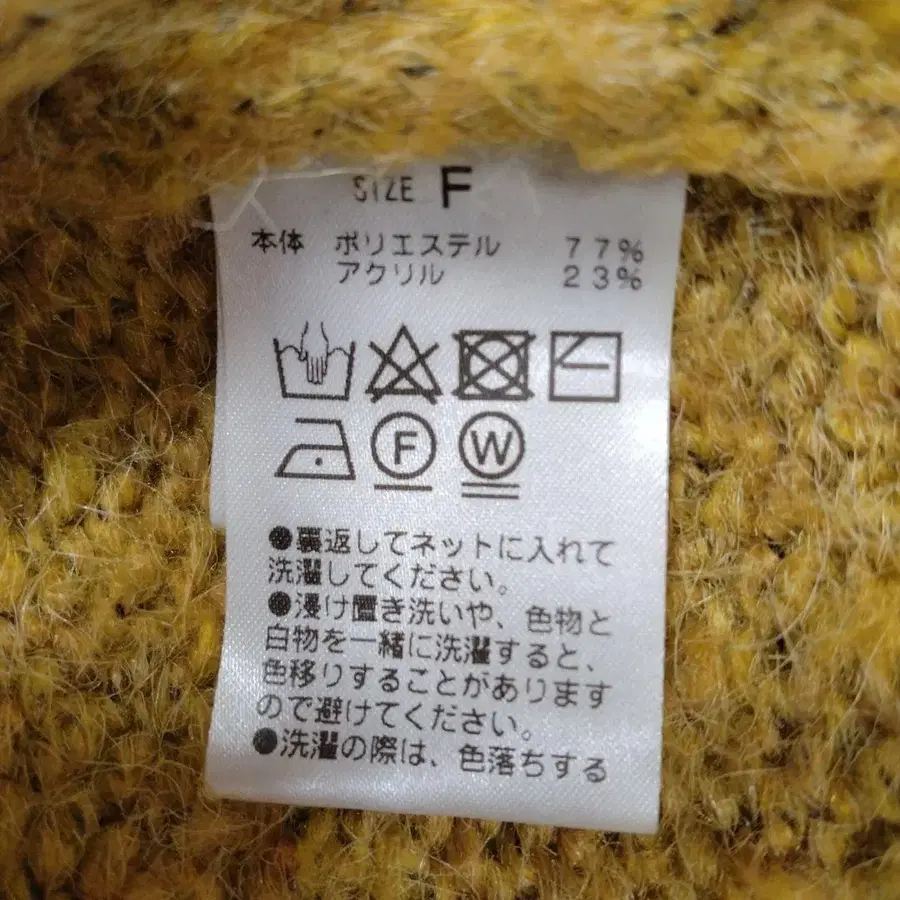 SIZE F
本体 ポリエステル 77%
アクリル 23%
F W
●裏返してネットに入れて
洗濯してください。
●浸け置き洗いや、色物と
白物を一緒に洗濯すると、
色移りすることがあります
ので避けてください。
●洗濯の際は、色落ちする